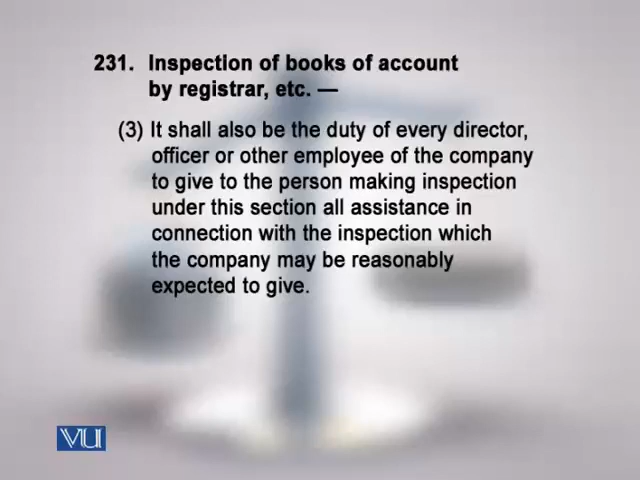 231. Inspection of books of account
by registrar, etc. —
(3) It shall also be the duty of every director,
officer or other employee of the company
to give to the person making inspection
under this section all assistance in
connection with the inspection which
the company may be reasonably
expected to give.
VU